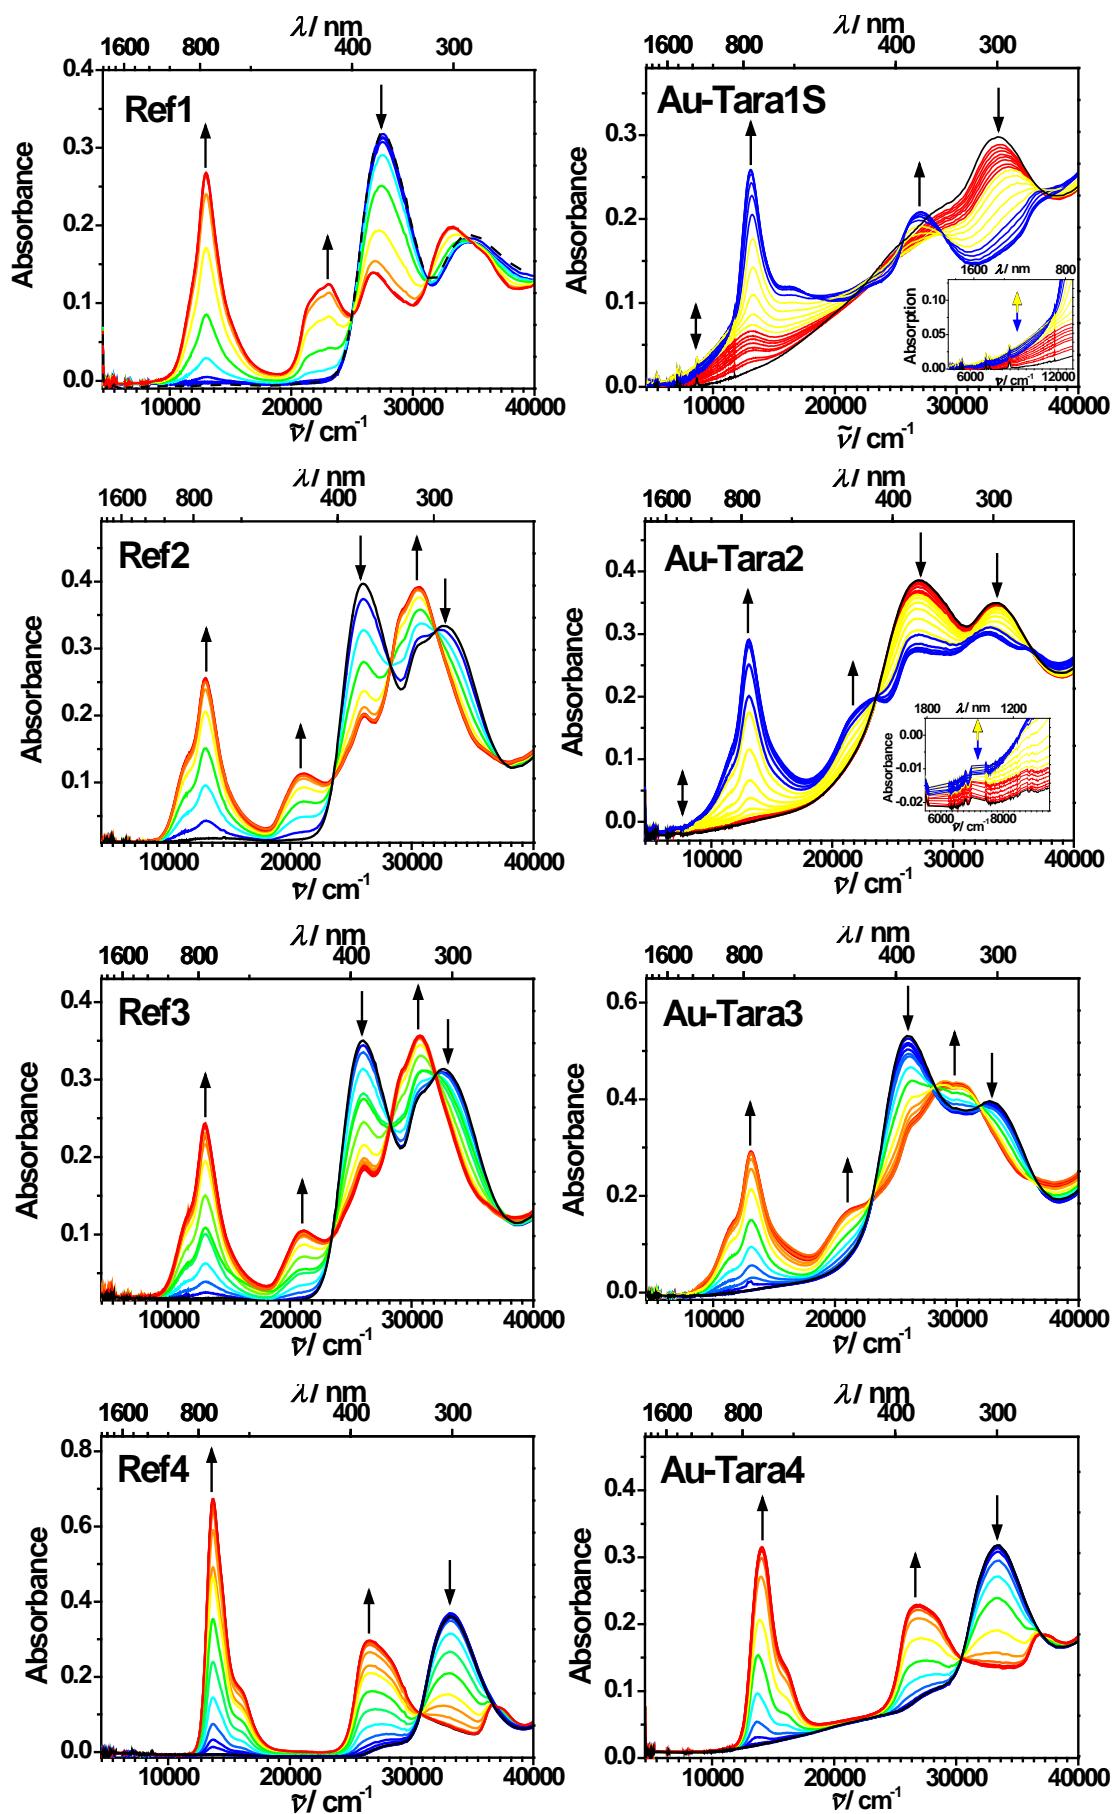 λ/ nm
1600 800 400 300
0.4
0.3
0.2
0.1
0.0
Absorbance
Ref1
10000 20000 30000 40000
ν̃/ cm⁻¹
λ/ nm
1600 800 400 300
0.4
0.3
0.2
0.1
0.0
Absorbance
Au-Tara1S
λ/ nm
1600 800
0.10
0.05
0.00
Absorption
6000 12000
ν̃/ cm⁻¹
10000 20000 30000 40000
ν̃/ cm⁻¹
λ/ nm
1600 800 400 300
0.4
0.3
0.2
0.1
Absorbance
Ref2
10000 20000 30000 40000
ν̃/ cm⁻¹
λ/ nm
1600 800 400 300
0.4
0.3
0.2
0.1
0.0
Absorbance
Au-Tara2
1800 λ/ nm 1200
0.00
-0.01
-0.02
Absorbance
6000 ν̃/ cm⁻¹ 8000
10000 20000 30000 40000
ν̃/ cm⁻¹
λ/ nm
1600 800 400 300
0.4
0.3
0.2
0.1
Absorbance
Ref3
10000 20000 30000 40000
ν̃/ cm⁻¹
λ/ nm
1600 800 400 300
0.6
0.4
0.2
0.0
Absorbance
Au-Tara3
10000 20000 30000 40000
ν̃/ cm⁻¹
λ/ nm
1600 800 400 300
0.8
0.6
0.4
0.2
0.0
Absorbance
Ref4
10000 20000 30000 40000
ν̃/ cm⁻¹
λ/ nm
1600 800 400 300
0.4
0.3
0.2
0.1
0.0
Absorbance
Au-Tara4
10000 20000 30000 40000
ν̃/ cm⁻¹